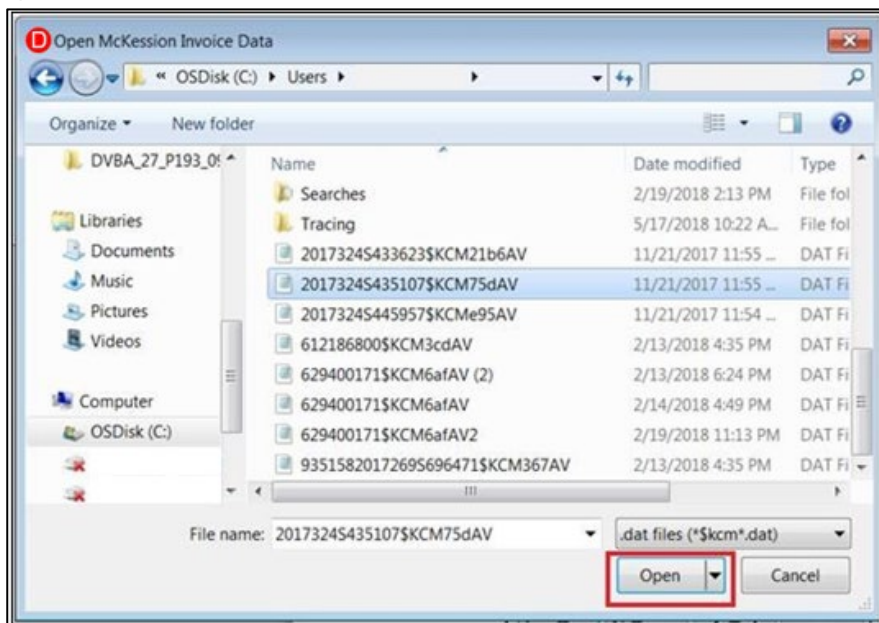 D Open McKession Invoice Data
« OSDisk (C:) Users
Organize New folder
DVBA_27_P193_09
Name Date modified Type
Searches 2/19/2018 2:13 PM File fol
Libraries
Tracing 5/17/2018 10:22 A... File fol
Documents
2017324S433623$KCM21b6AV 11/21/2017 11:55 ... DAT Fi
Music
2017324S435107$KCM75dAV 11/21/2017 11:55 ... DAT Fi
Pictures
2017324S445957$KCMe95AV 11/21/2017 11:54 ... DAT Fi
Videos
612186800$KCM3cdAV 2/13/2018 4:35 PM DAT Fi
629400171$KCM6afAV (2) 2/13/2018 6:24 PM DAT Fi
Computer
629400171$KCM6afAV 2/14/2018 4:49 PM DAT Fi
OSDisk (C:)
629400171$KCM6afAV2 2/19/2018 11:13 PM DAT Fi
9351582017269S696471$KCM367AV 2/13/2018 4:35 PM DAT Fi
File name: 2017324S435107$KCM75dAV .dat files (*$kcm*.dat)
Open Cancel